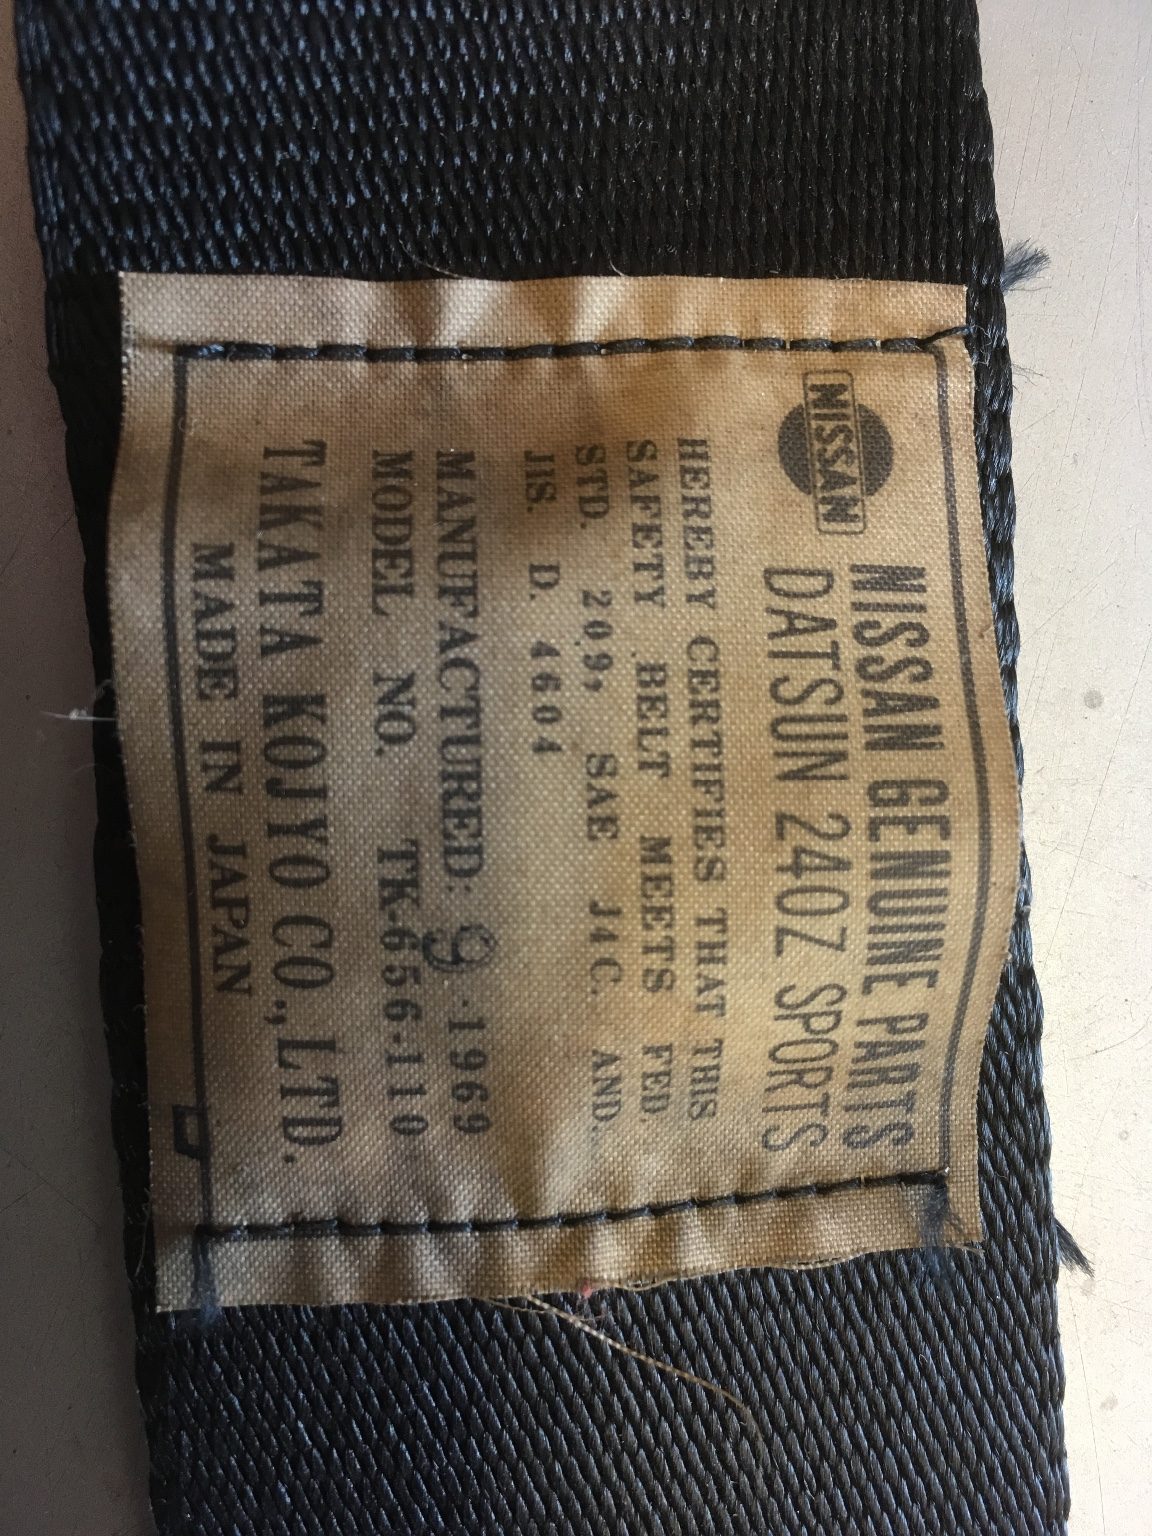 NISSAN
NISSAN GENUINE PARTS
DATSUN 240Z SPORTS
HEREBY CERTIFIES THAT THIS
SAFETY BELT MEETS FED.
STD. 209, SAE J4C. AND.
JIS. D. 4604
MANUFACTURED: 9.1969
MODEL NO. TK-656-110
TAKATA KOJYO CO., LTD.
MADE IN JAPAN